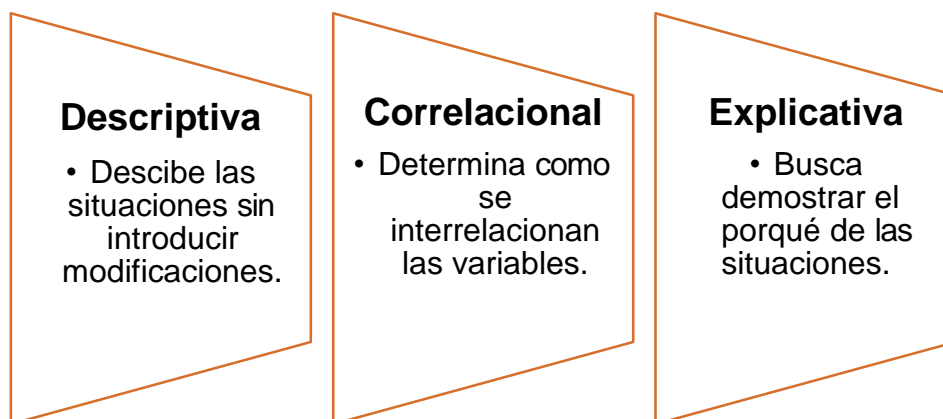 Descriptiva
• Descibe las
situaciones sin
introducir
modificaciones.
Correlacional
• Determina como
se
interrelacionan
las variables.
Explicativa
• Busca
demostrar el
porqué de las
situaciones.